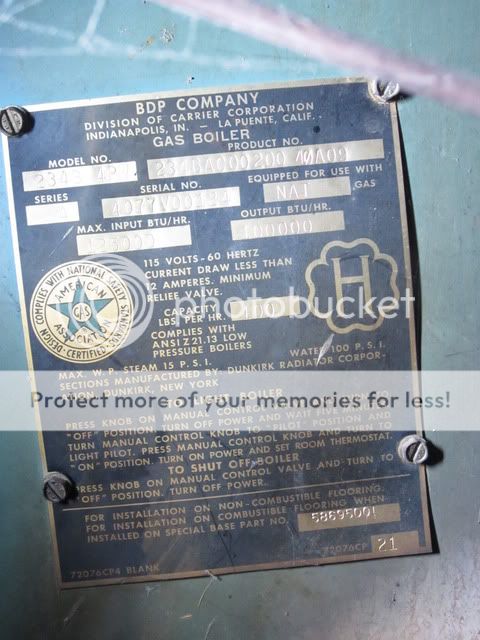 BDP COMPANY
DIVISION OF CARRIER CORPORATION
INDIANAPOLIS, IN. — LA PUENTE, CALIF.
GAS BOILER
MODEL NO. PRODUCT NO.
SERIES SERIAL NO. EQUIPPED FOR USE WITH
NAT GAS
MAX. INPUT BTU/HR. OUTPUT BTU/HR.
125000 100000
115 VOLTS-60 HERTZ
CURRENT DRAW LESS THAN
12 AMPERES. MINIMUM
RELIEF VALVE.
CAPACITY
LBS. PER HR.
COMPLIES WITH
ANSI Z21.13 LOW
PRESSURE BOILERS
DESIGN COMPLIES WITH NATIONAL SAFETY STANDARDS
CERTIFIED
AMERICAN
GAS
ASSOCIATION
H
photobucket
MAX. W.P. STEAM 15 P.S.I. WATER 100 P.S.I.
SECTIONS MANUFACTURED BY: DUNKIRK RADIATOR CORPOR-
ATION, DUNKIRK, NEW YORK
TO LIGHT BOILER
Protect more of your memories for less!
PRESS KNOB ON MANUAL CONTROL
"OFF" POSITION. TURN OFF POWER AND WAIT FIVE
TURN MANUAL CONTROL KNOB TO "PILOT" POSITION AND
LIGHT PILOT. PRESS MANUAL CONTROL KNOB AND TURN TO
"ON" POSITION. TURN ON POWER AND SET ROOM THERMOSTAT.
TO SHUT OFF BOILER
PRESS KNOB ON MANUAL CONTROL VALVE AND TURN TO
"OFF" POSITION. TURN OFF POWER.
FOR INSTALLATION ON NON-COMBUSTIBLE FLOORING.
FOR INSTALLATION ON COMBUSTIBLE FLOORING WHEN
INSTALLED ON SPECIAL BASE PART NO. 58695001
72076CP4 BLANK 72076CP 21